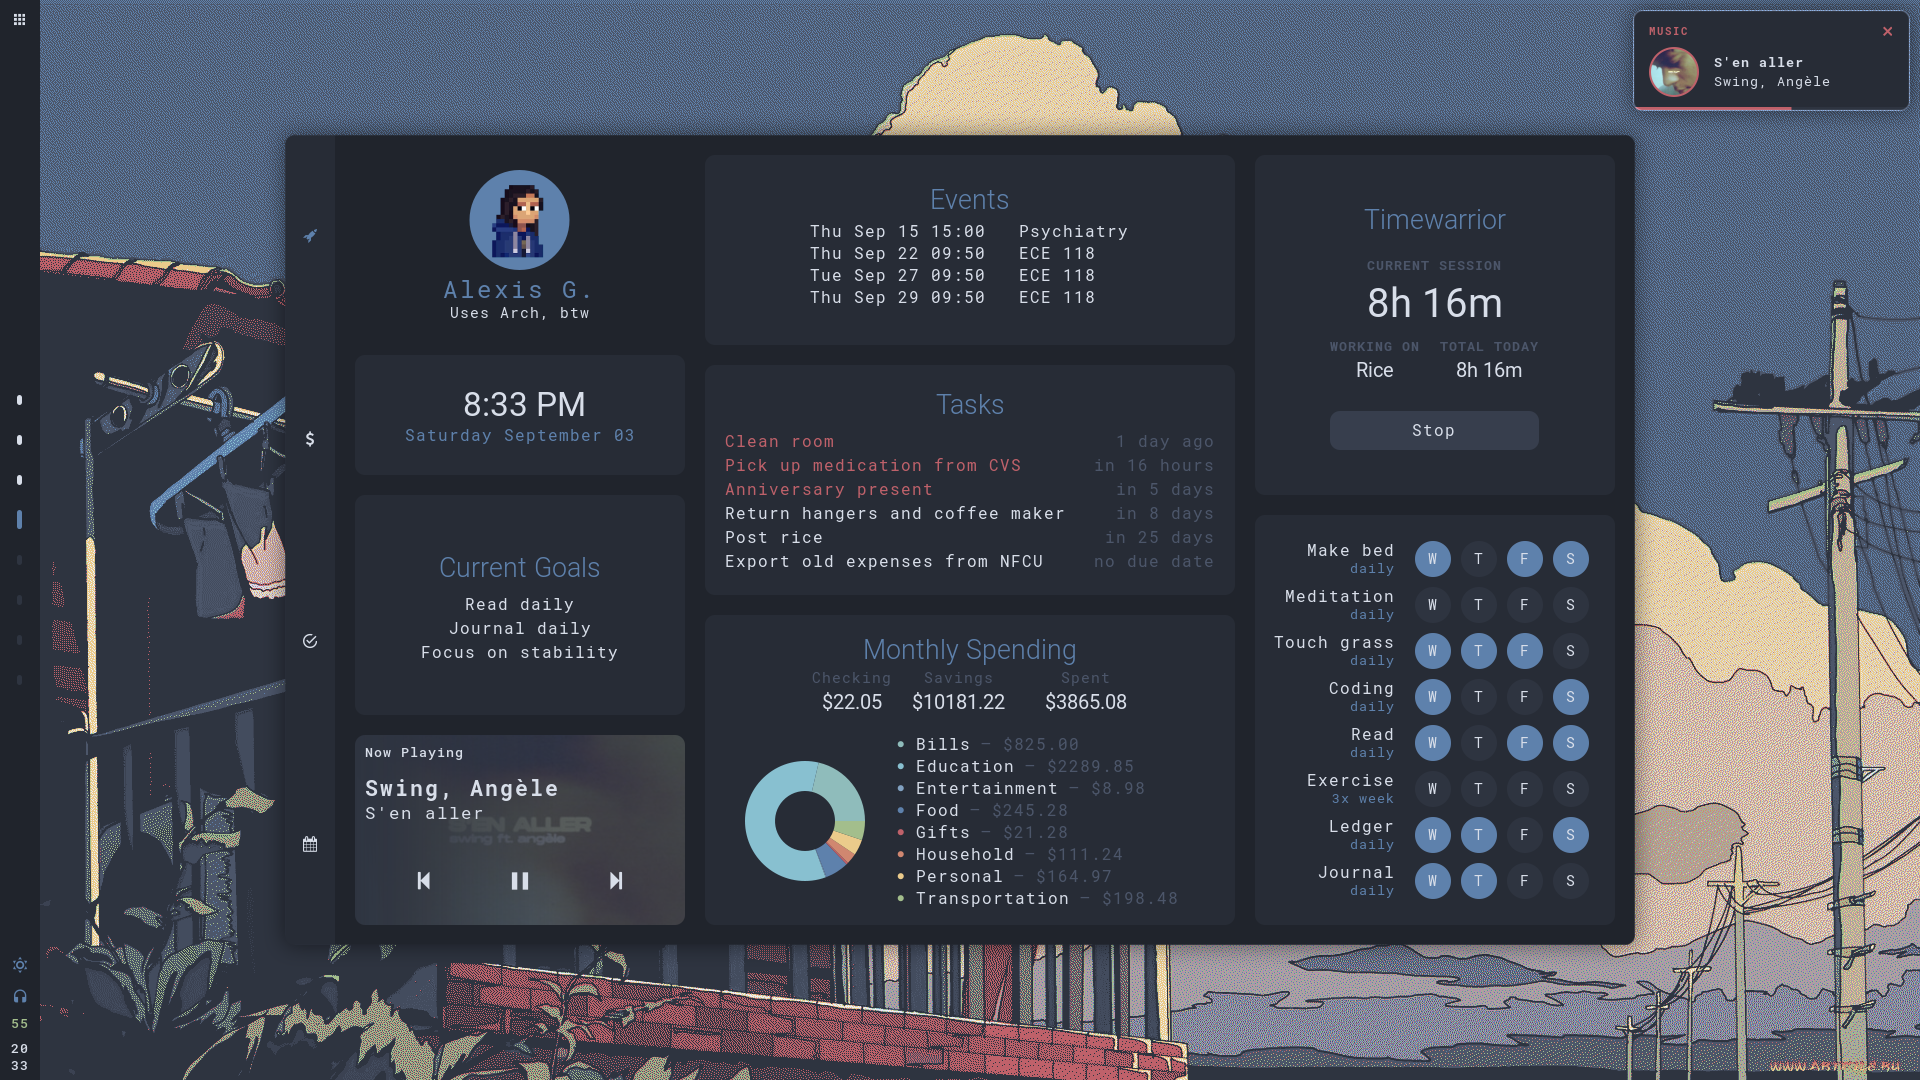 55
20
33
Alexis G.
Uses Arch, btw
8:33 PM
Saturday September 03
Current Goals
Read daily
Journal daily
Focus on stability
Now Playing
Swing, Angèle
S'en aller
S'EN ALLER
swing ft. angèle
Events
Thu Sep 15 15:00 Psychiatry
Thu Sep 22 09:50 ECE 118
Tue Sep 27 09:50 ECE 118
Thu Sep 29 09:50 ECE 118
Tasks
Clean room 1 day ago
Pick up medication from CVS in 16 hours
Anniversary present in 5 days
Return hangers and coffee maker in 8 days
Post rice in 25 days
Export old expenses from NFCU no due date
Monthly Spending
Checking Savings Spent
$22.05 $10181.22 $3865.08
Bills — $825.00
Education — $2289.85
Entertainment — $8.98
Food — $245.28
Gifts — $21.28
Household — $111.24
Personal — $164.97
Transportation — $198.48
Timewarrior
CURRENT SESSION
8h 16m
WORKING ON TOTAL TODAY
Rice 8h 16m
Stop
Make bed W T F S
daily
Meditation W T F S
daily
Touch grass W T F S
daily
Coding W T F S
daily
Read W T F S
daily
Exercise W T F S
3x week
Ledger W T F S
daily
Journal W T F S
daily
MUSIC
S'en aller
Swing, Angèle